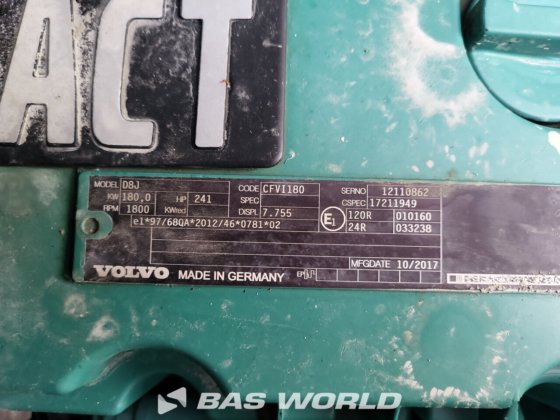 ACT
MODEL D8J CODE CFVI180 SERNO 12110862
KW 180,0 HP 241 SPEC CSPEC 17211949
RPM 1800 KWred DISPL 7.755 E1 120R 010160
e1*97/68QA*2012/46*0781*02 24R 033238
MFGDATE 10/2017
VOLVO MADE IN GERMANY EP
BAS WORLD